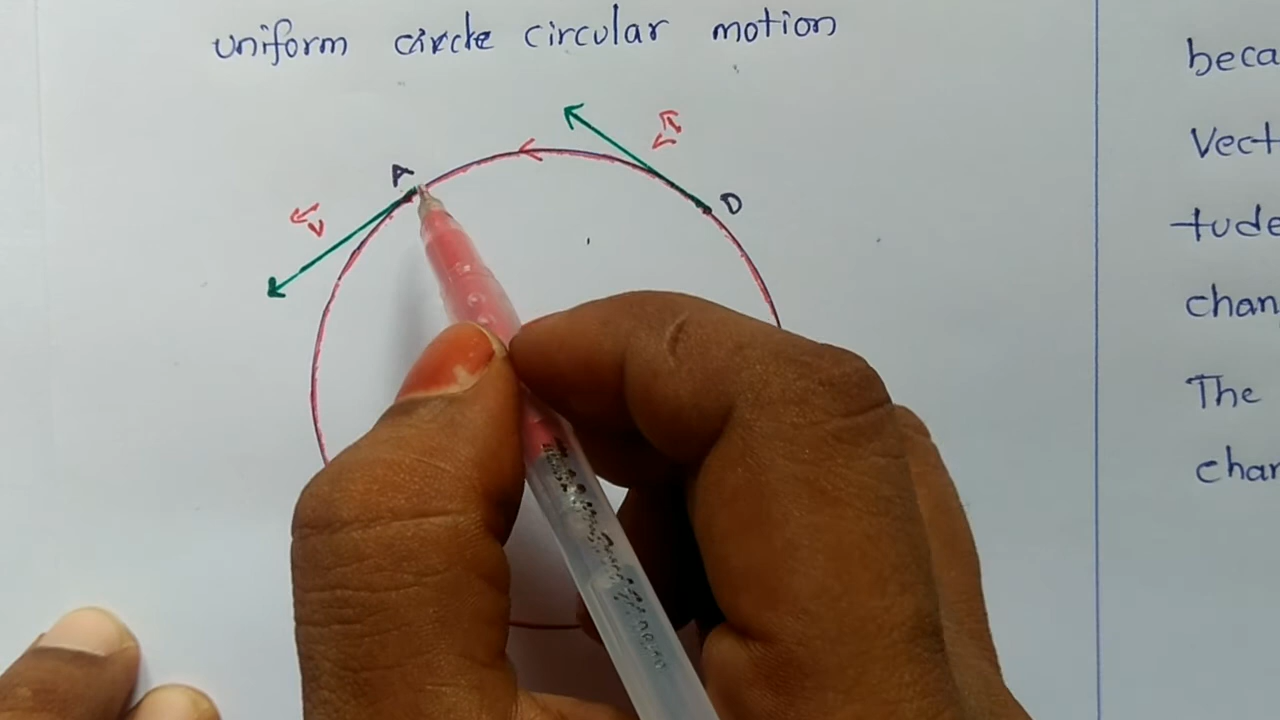 uniform circle circular motion
A
D
v
v
beca
Vect
tude
chan
The
char